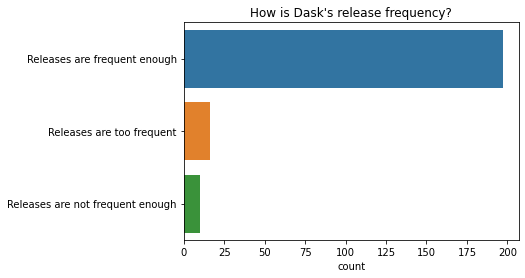 How is Dask's release frequency?
Releases are frequent enough
Releases are too frequent
Releases are not frequent enough
0 25 50 75 100 125 150 175 200
count